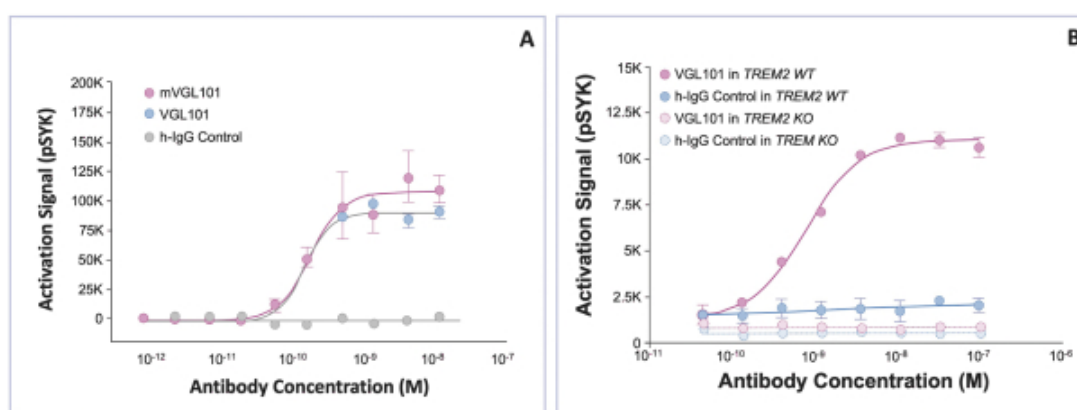 A
200K
175K
150K
125K
100K
75K
50K
25K
0
Activation Signal (pSYK)
mVGL101
VGL101
h-IgG Control
10-12
10-11
10-10
10-9
10-8
10-7
Antibody Concentration (M)
B
15K
12.5K
10K
7.5K
5K
2.5K
0
Activation Signal (pSYK)
VGL101 in TREM2 WT
h-IgG Control in TREM2 WT
VGL101 in TREM2 KO
h-IgG Control in TREM KO
10-11
10-10
10-9
10-8
10-7
10-6
Antibody Concentration (M)